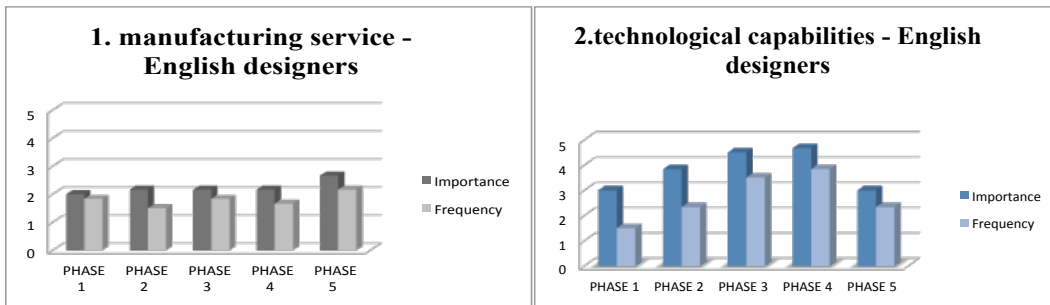 1. manufacturing service -
English designers
5
4
3
2
1
0
PHASE 1
PHASE 2
PHASE 3
PHASE 4
PHASE 5
Importance
Frequency
2.technological capabilities - English
designers
5
4
3
2
1
0
PHASE 1 PHASE 2 PHASE 3 PHASE 4 PHASE 5
Importance
Frequency